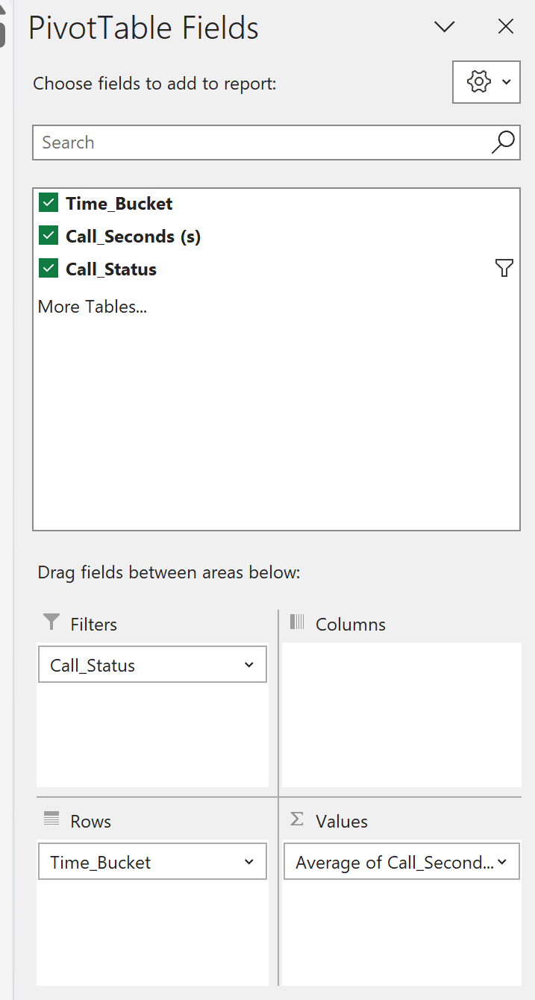 PivotTable Fields
Choose fields to add to report:
Search
Time_Bucket
Call_Seconds (s)
Call_Status
More Tables...
Drag fields between areas below:
Filters
Columns
Call_Status
Rows
Values
Time_Bucket
Average of Call_Second...